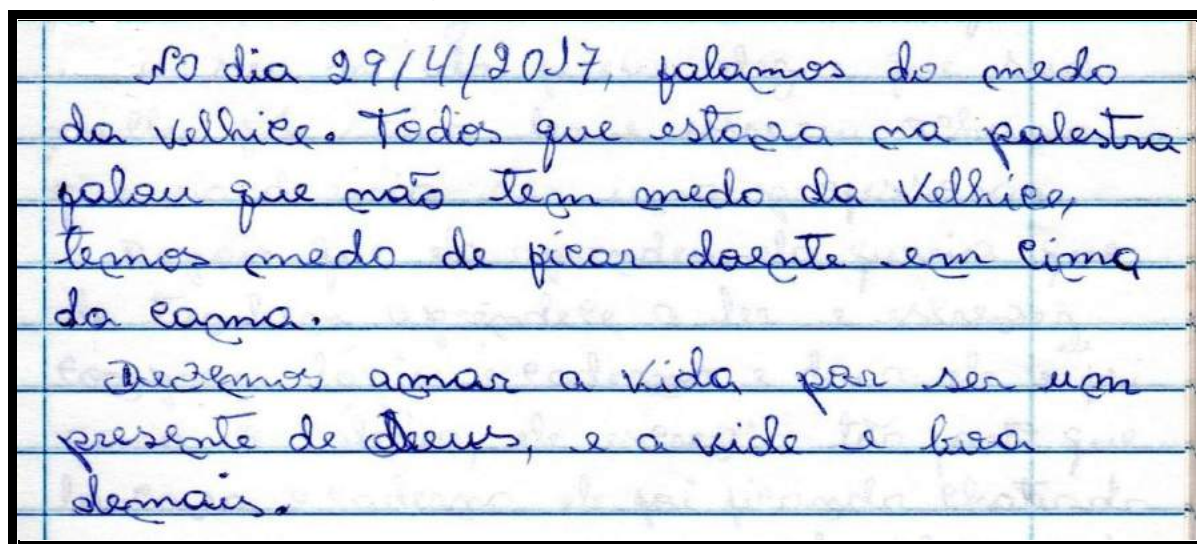 No dia 29/4/2017, falamos do medo
da velhice. Todos que estava na palestra
falau que não tem medo da velhice,
temos medo de ficar doente em cima
da cama.
Devemos amar a vida por ser um
presente de Deus, e a vide e boa
demais.